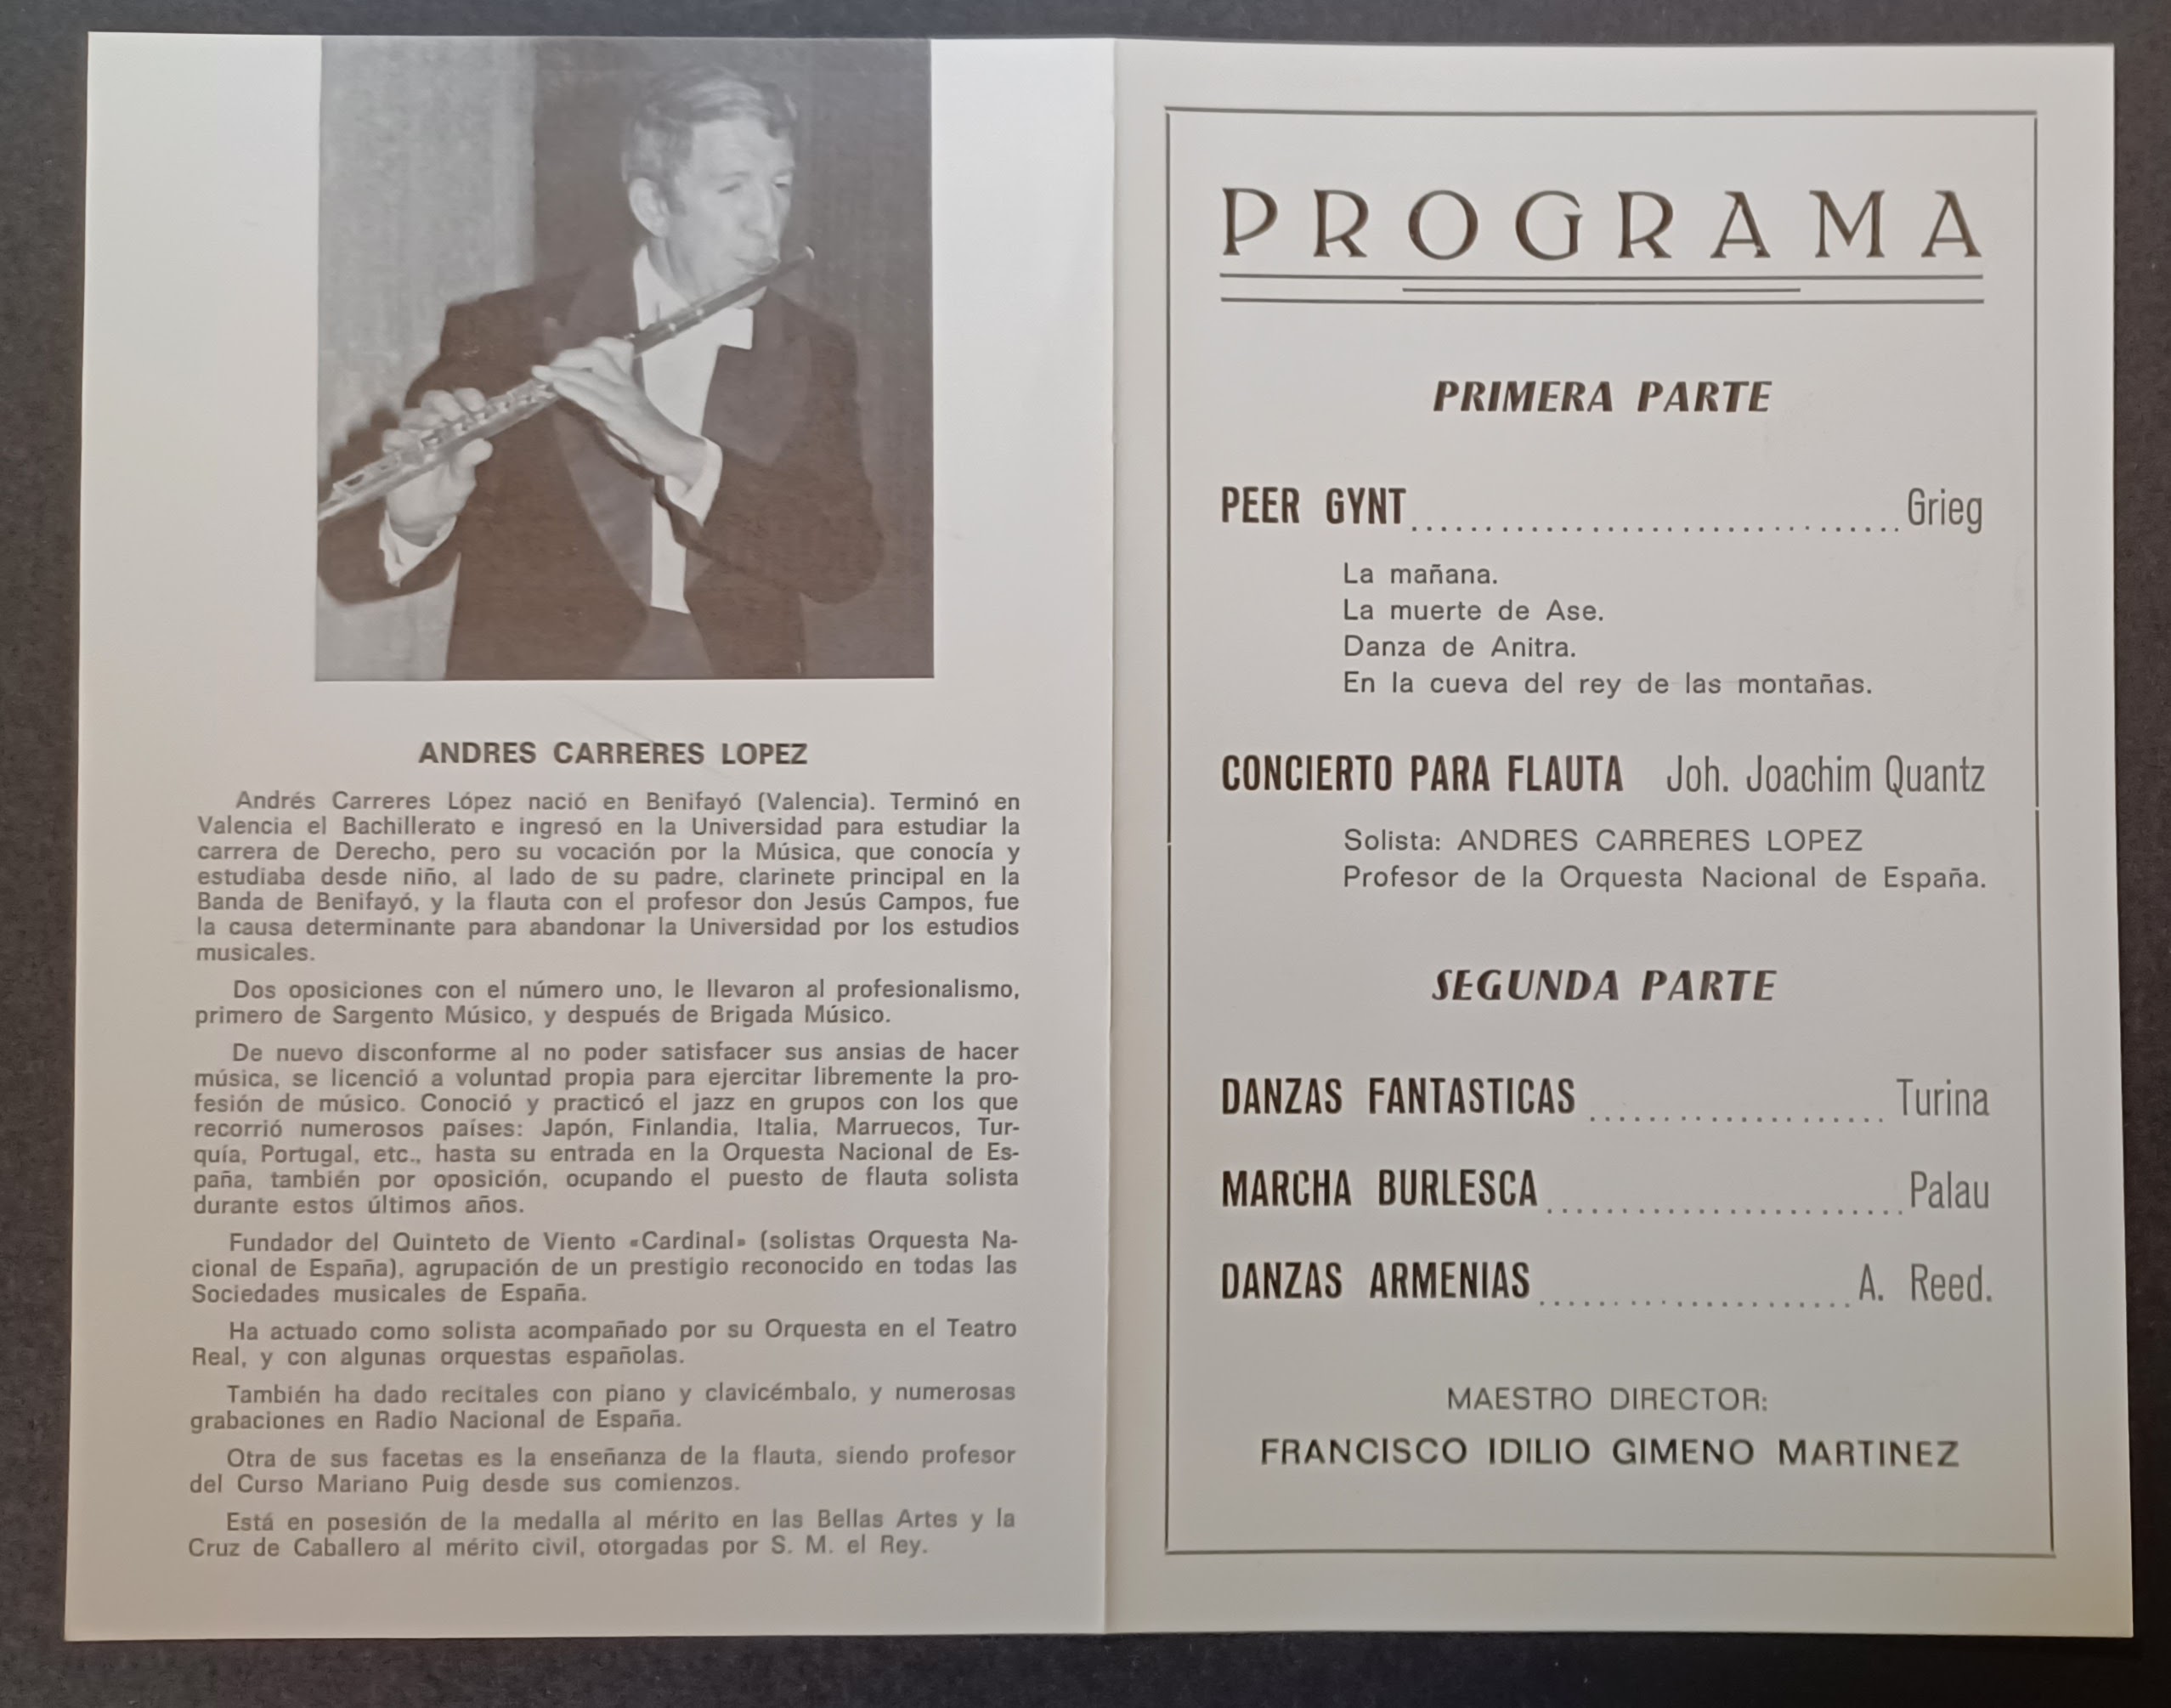 ANDRES CARRERES LOPEZ
Andrés Carreres López nació en Benifayó (Valencia). Terminó en
Valencia el Bachillerato e ingresó en la Universidad para estudiar la
carrera de Derecho, pero su vocación por la Música, que conocía y
estudiaba desde niño, al lado de su padre, clarinete principal en la
Banda de Benifayó, y la flauta con el profesor don Jesús Campos, fue
la causa determinante para abandonar la Universidad por los estudios
musicales.
Dos oposiciones con el número uno, le llevaron al profesionalismo,
primero de Sargento Músico, y después de Brigada Músico.
De nuevo disconforme al no poder satisfacer sus ansias de hacer
música, se licenció a voluntad propia para ejercitar libremente la pro-
fesión de músico. Conoció y practicó el jazz en grupos con los que
recorrió numerosos países: Japón, Finlandia, Italia, Marruecos, Tur-
quía, Portugal, etc., hasta su entrada en la Orquesta Nacional de Es-
paña, también por oposición, ocupando el puesto de flauta solista
durante estos últimos años.
Fundador del Quinteto de Viento «Cardinal» (solistas Orquesta Na-
cional de España), agrupación de un prestigio reconocido en todas las
Sociedades musicales de España.
Ha actuado como solista acompañado por su Orquesta en el Teatro
Real, y con algunas orquestas españolas.
También ha dado recitales con piano y clavicémbalo, y numerosas
grabaciones en Radio Nacional de España.
Otra de sus facetas es la enseñanza de la flauta, siendo profesor
del Curso Mariano Puig desde sus comienzos.
Está en posesión de la medalla al mérito en las Bellas Artes y la
Cruz de Caballero al mérito civil, otorgadas por S. M. el Rey.
PROGRAMA
PRIMERA PARTE
PEER GYNT ........................ Grieg
La mañana.
La muerte de Ase.
Danza de Anitra.
En la cueva del rey de las montañas.
CONCIERTO PARA FLAUTA Joh. Joachim Quantz
Solista: ANDRES CARRERES LOPEZ
Profesor de la Orquesta Nacional de España.
SEGUNDA PARTE
DANZAS FANTASTICAS ................ Turina
MARCHA BURLESCA .................... Palau
DANZAS ARMENIAS .................. A. Reed.
MAESTRO DIRECTOR:
FRANCISCO IDILIO GIMENO MARTINEZ